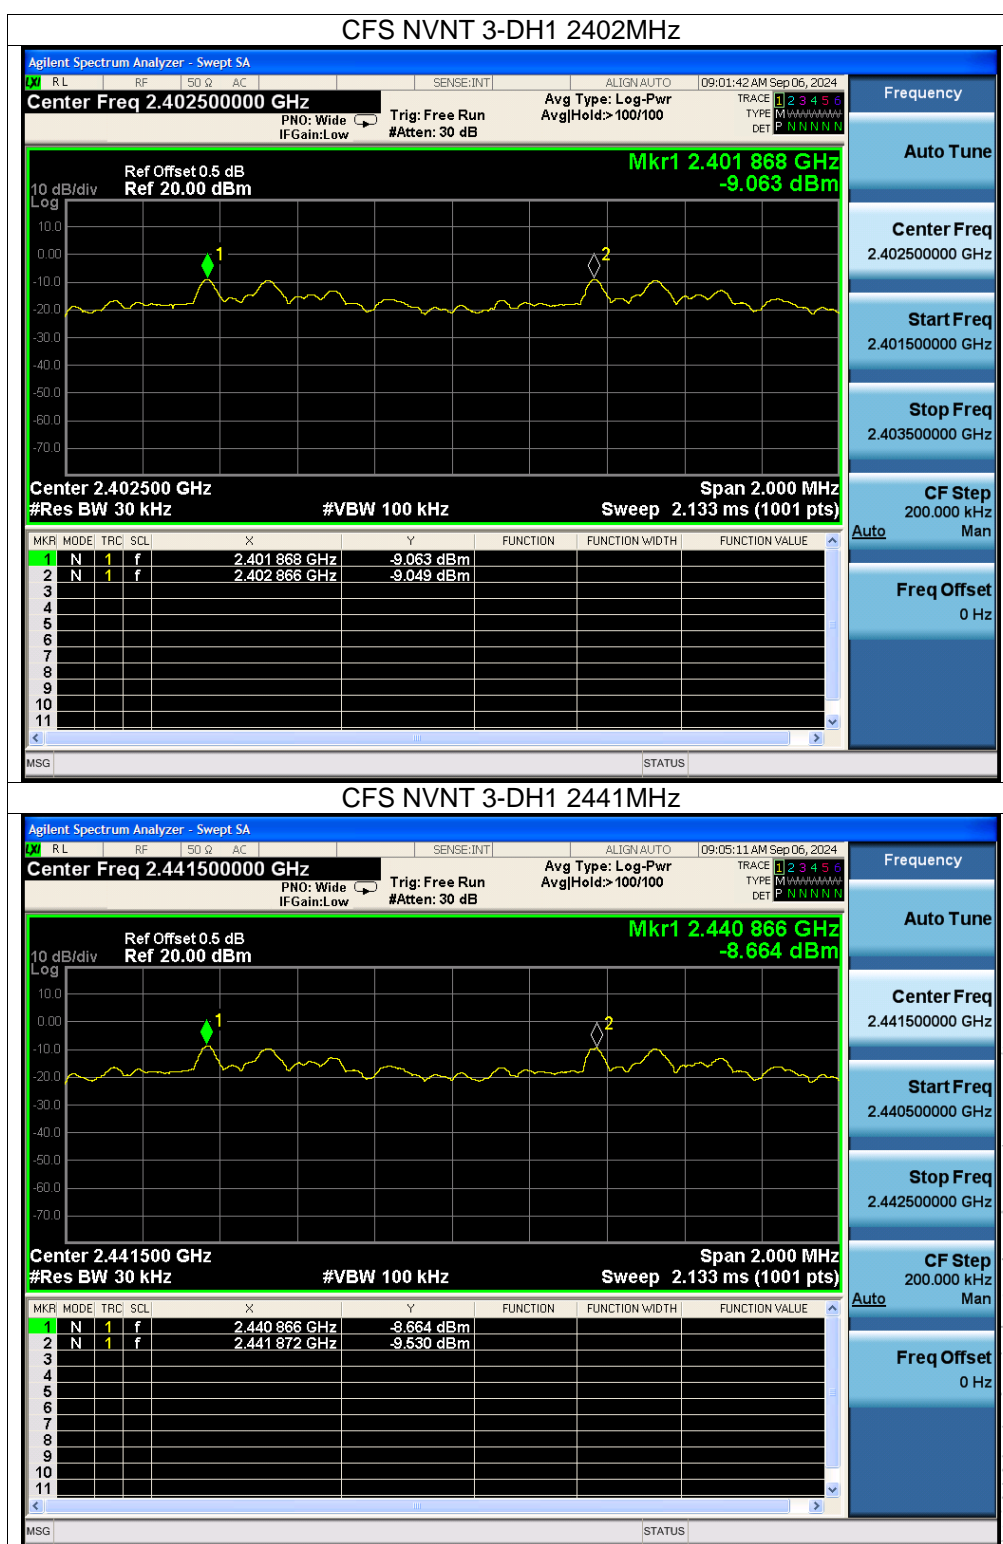 CFS NVNT 3-DH1 2402MHz
Agilent Spectrum Analyzer - Swept SA
LXI RL RF 50 Ω AC SENSE:INT ALIGN AUTO 09:01:42 AM Sep 06, 2024
Center Freq 2.402500000 GHz
PNO: Wide
IFGain:Low
Trig: Free Run
#Atten: 30 dB
Avg Type: Log-Pwr
Avg|Hold:>100/100
TRACE 1 2 3 4 5 6
TYPE M
DET P N N N N N
Frequency
Mkr1 2.401 868 GHz
-9.063 dBm
Ref Offset 0.5 dB
10 dB/div Ref 20.00 dBm
Log
10.0
0.00
-10.0
-20.0
-30.0
-40.0
-50.0
-60.0
-70.0
1
2
Center 2.402500 GHz Span 2.000 MHz
#Res BW 30 kHz #VBW 100 kHz Sweep 2.133 ms (1001 pts)
MKR MODE TRC SCL X Y FUNCTION FUNCTION WIDTH FUNCTION VALUE
1 N 1 f 2.401 868 GHz -9.063 dBm
2 N 1 f 2.402 866 GHz -9.049 dBm
3
4
5
6
7
8
9
10
11
MSG STATUS
Auto Tune
Center Freq
2.402500000 GHz
Start Freq
2.401500000 GHz
Stop Freq
2.403500000 GHz
CF Step
200.000 kHz
Auto Man
Freq Offset
0 Hz
CFS NVNT 3-DH1 2441MHz
Agilent Spectrum Analyzer - Swept SA
LXI RL RF 50 Ω AC SENSE:INT ALIGN AUTO 09:05:11 AM Sep 06, 2024
Center Freq 2.441500000 GHz
PNO: Wide
IFGain:Low
Trig: Free Run
#Atten: 30 dB
Avg Type: Log-Pwr
Avg|Hold:>100/100
TRACE 1 2 3 4 5 6
TYPE M
DET P N N N N N
Frequency
Mkr1 2.440 866 GHz
-8.664 dBm
Ref Offset 0.5 dB
10 dB/div Ref 20.00 dBm
Log
10.0
0.00
-10.0
-20.0
-30.0
-40.0
-50.0
-60.0
-70.0
1
2
Center 2.441500 GHz Span 2.000 MHz
#Res BW 30 kHz #VBW 100 kHz Sweep 2.133 ms (1001 pts)
MKR MODE TRC SCL X Y FUNCTION FUNCTION WIDTH FUNCTION VALUE
1 N 1 f 2.440 866 GHz -8.664 dBm
2 N 1 f 2.441 872 GHz -9.530 dBm
3
4
5
6
7
8
9
10
11
MSG STATUS
Auto Tune
Center Freq
2.441500000 GHz
Start Freq
2.440500000 GHz
Stop Freq
2.442500000 GHz
CF Step
200.000 kHz
Auto Man
Freq Offset
0 Hz